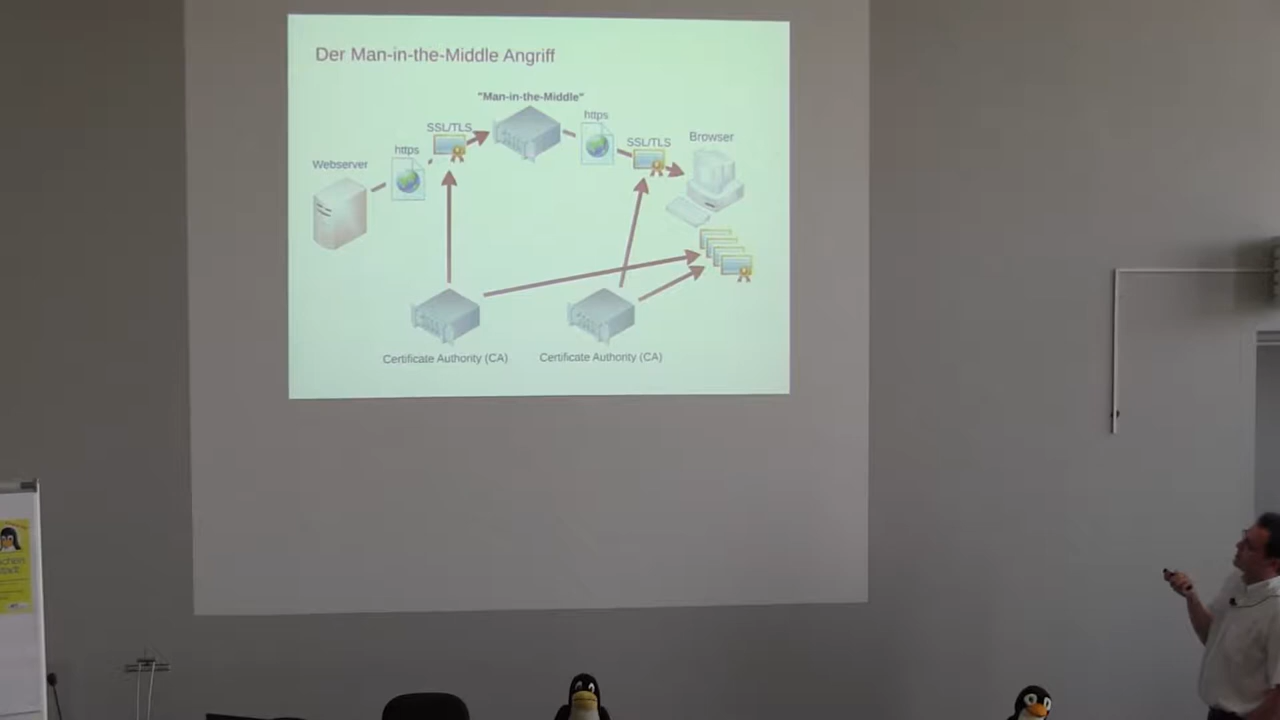 Der Man-in-the-Middle Angriff
"Man-in-the-Middle"
https
SSL/TLS
SSL/TLS
Browser
https
Webserver
Certificate Authority (CA)
Certificate Authority (CA)